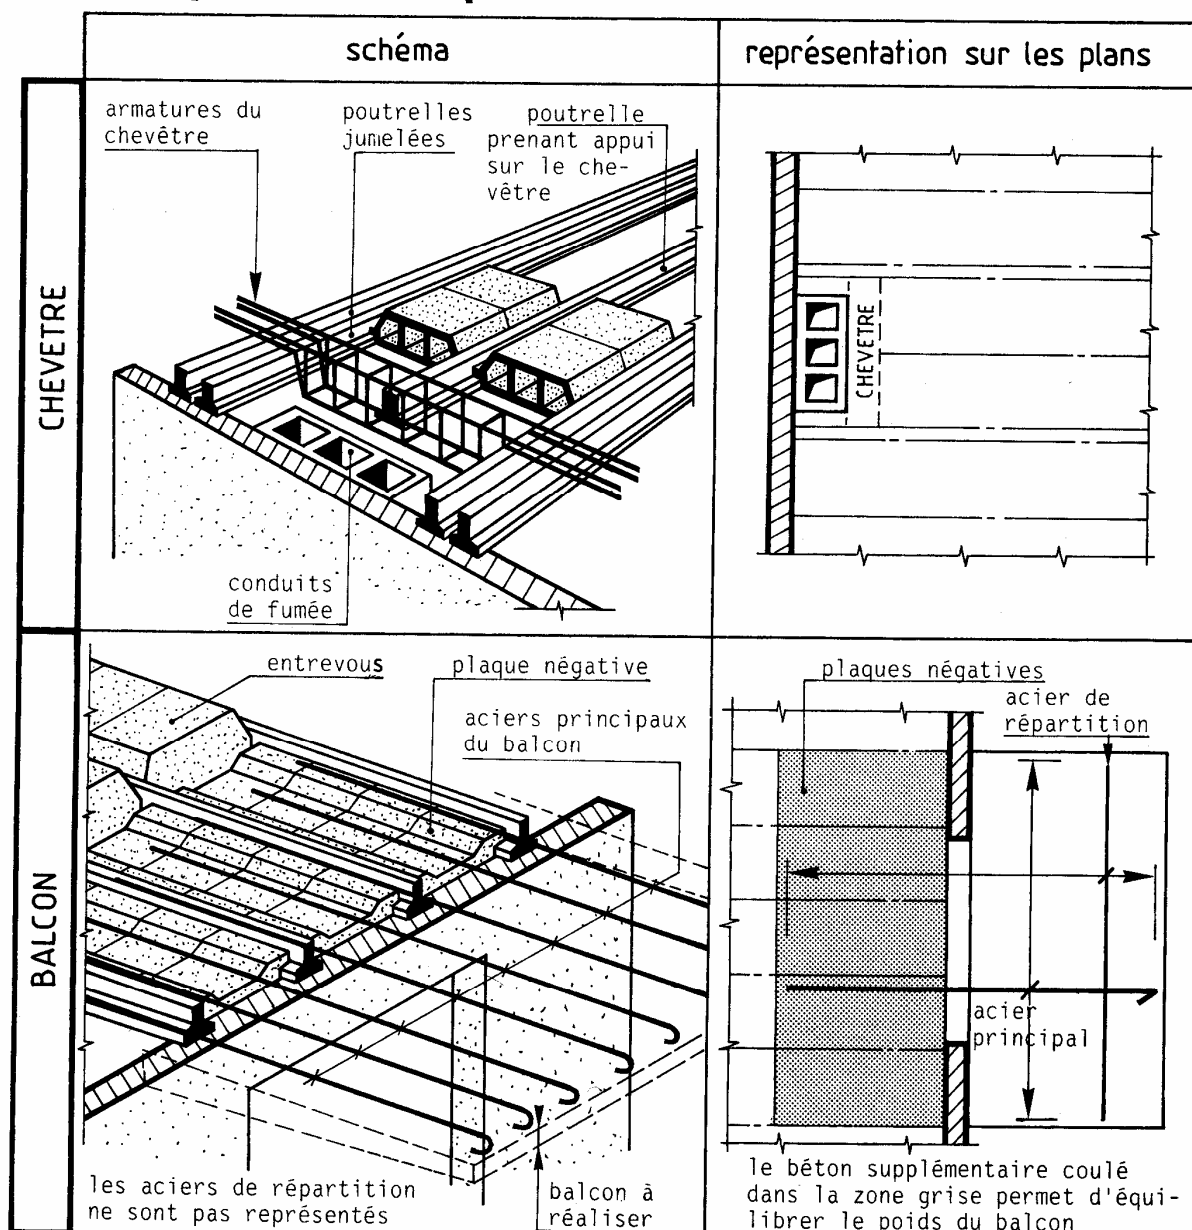 schéma
représentation sur les plans
CHEVETRE
armatures du
chevêtre
poutrelles
jumelées
poutrelle
prenant appui
sur le che-
vêtre
conduits
de fumée
CHEVETRE
BALCON
entrevous
plaque négative
aciers principaux
du balcon
les aciers de répartition
ne sont pas représentés
balcon à
réaliser
plaques négatives
acier de
répartition
acier
principal
le béton supplémentaire coulé
dans la zone grise permet d'équi-
librer le poids du balcon